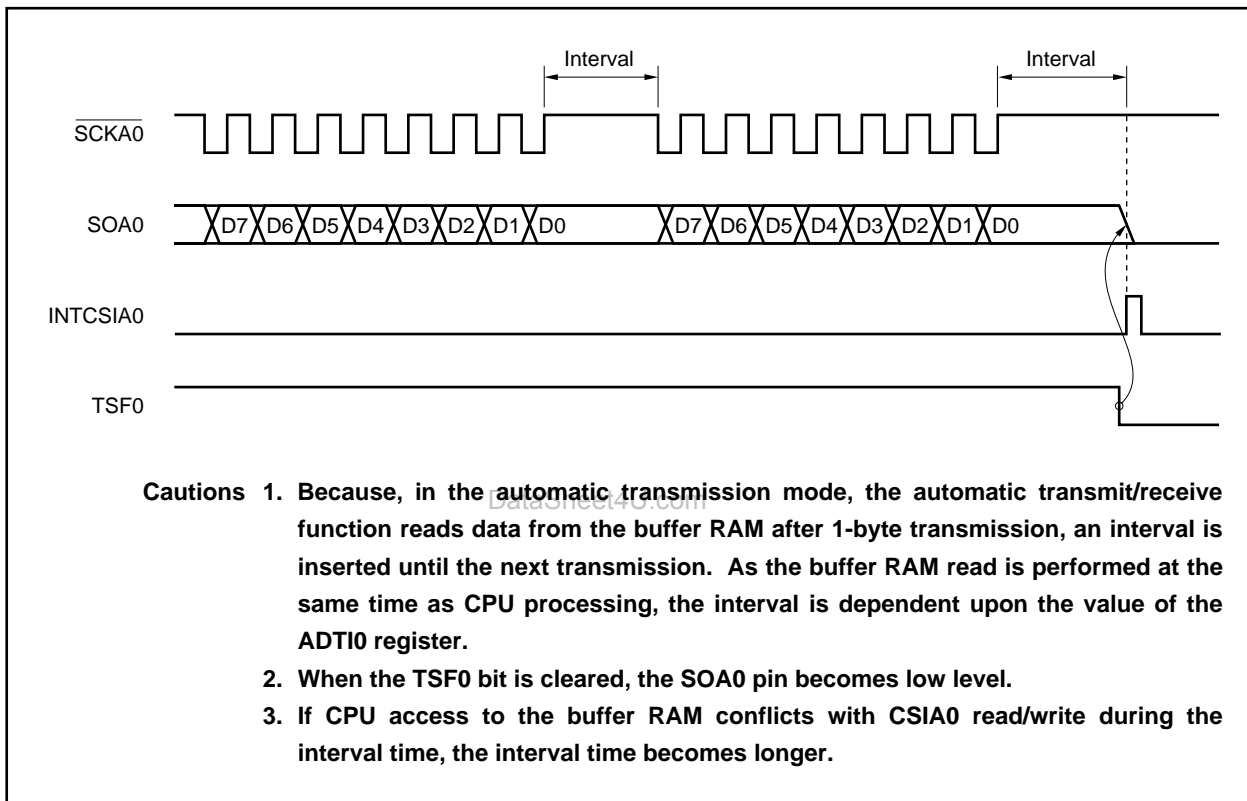 Interval Interval
SCKA0
SOA0 D7 D6 D5 D4 D3 D2 D1 D0 D7 D6 D5 D4 D3 D2 D1 D0
INTCSIA0
TSF0
Cautions 1. Because, in the automatic transmission mode, the automatic transmit/receive
DataSheet4U.com
function reads data from the buffer RAM after 1-byte transmission, an interval is
inserted until the next transmission. As the buffer RAM read is performed at the
same time as CPU processing, the interval is dependent upon the value of the
ADTI0 register.
2. When the TSF0 bit is cleared, the SOA0 pin becomes low level.
3. If CPU access to the buffer RAM conflicts with CSIA0 read/write during the
interval time, the interval time becomes longer.